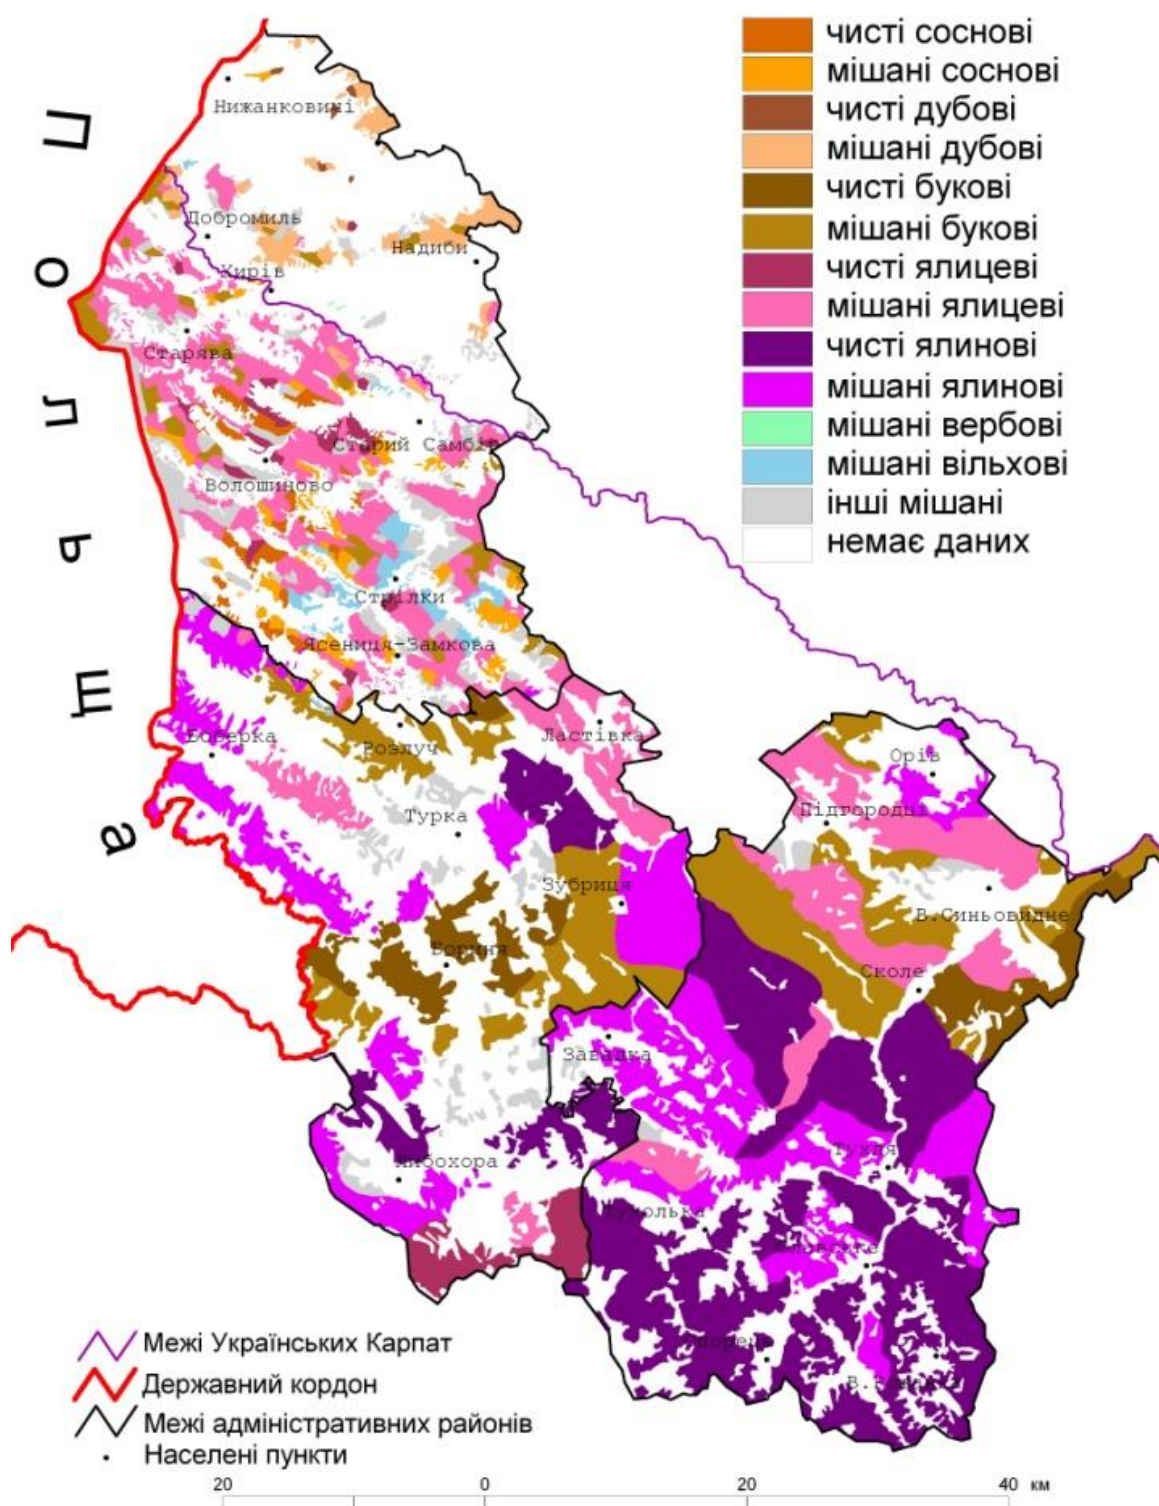 чисті соснові
мішані соснові
чисті дубові
мішані дубові
чисті букові
мішані букові
чисті ялицеві
мішані ялицеві
чисті ялинові
мішані ялинові
мішані вербові
мішані вільхові
інші мішані
немає даних
Польща
Нижанковичі
Добромиль
Надиби
Хирів
Старява
Старий Самбір
Волошиново
Стрілки
Ясениця-Замкова
Боберка
Розлуч
Ластівка
Орів
Підгородці
Турка
Зубриця
В.Синьовидне
Бориня
Сколе
Завадка
Тухля
Либохора
Тухолька
Межі Українських Карпат
Державний кордон
Межі адміністративних районів
Населені пункти
20 0 20 40 км